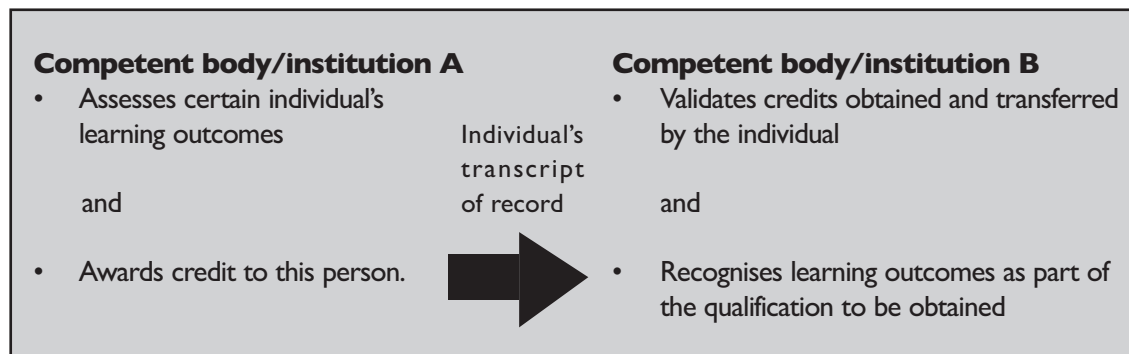 Competent body/institution A
• Assesses certain individual's
learning outcomes
and
• Awards credit to this person.
Individual's
transcript
of record
Competent body/institution B
• Validates credits obtained and transferred
by the individual
and
• Recognises learning outcomes as part of
the qualification to be obtained